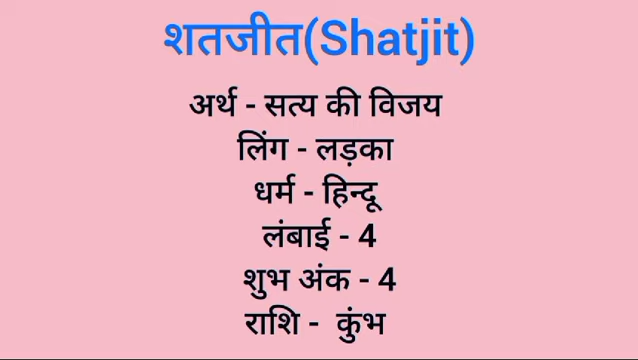 शतजीत(Shatjit)
अर्थ - सत्य की विजय
लिंग - लड़का
धर्म - हिन्दू
लंबाई - 4
शुभ अंक - 4
राशि - कुंभ